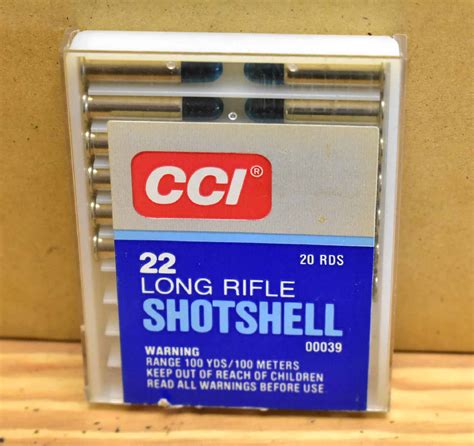 CCI®
22
20 RDS
LONG RIFLE
SHOTSHELL
00039
WARNING
RANGE 100 YDS/100 METERS
KEEP OUT OF REACH OF CHILDREN
READ ALL WARNINGS BEFORE USE